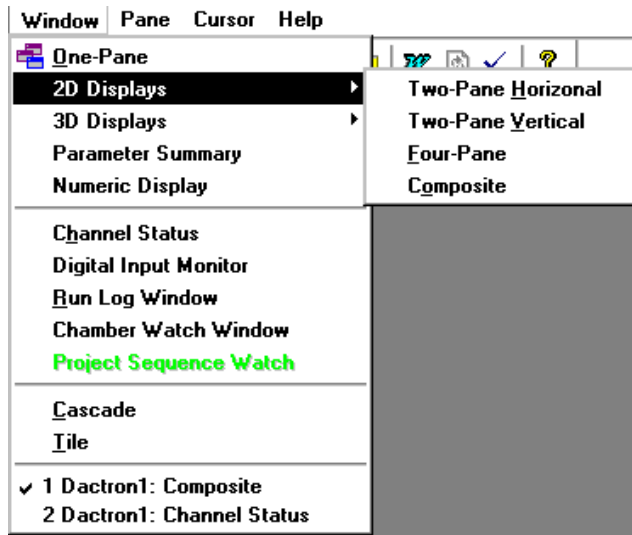 Window Pane Cursor Help
One-Pane
2D Displays
3D Displays
Parameter Summary
Numeric Display
Channel Status
Digital Input Monitor
Run Log Window
Chamber Watch Window
Project Sequence Watch
Cascade
Tile
1 Dactron1: Composite
2 Dactron1: Channel Status
?
Two-Pane Horizonal
Two-Pane Vertical
Four-Pane
Composite